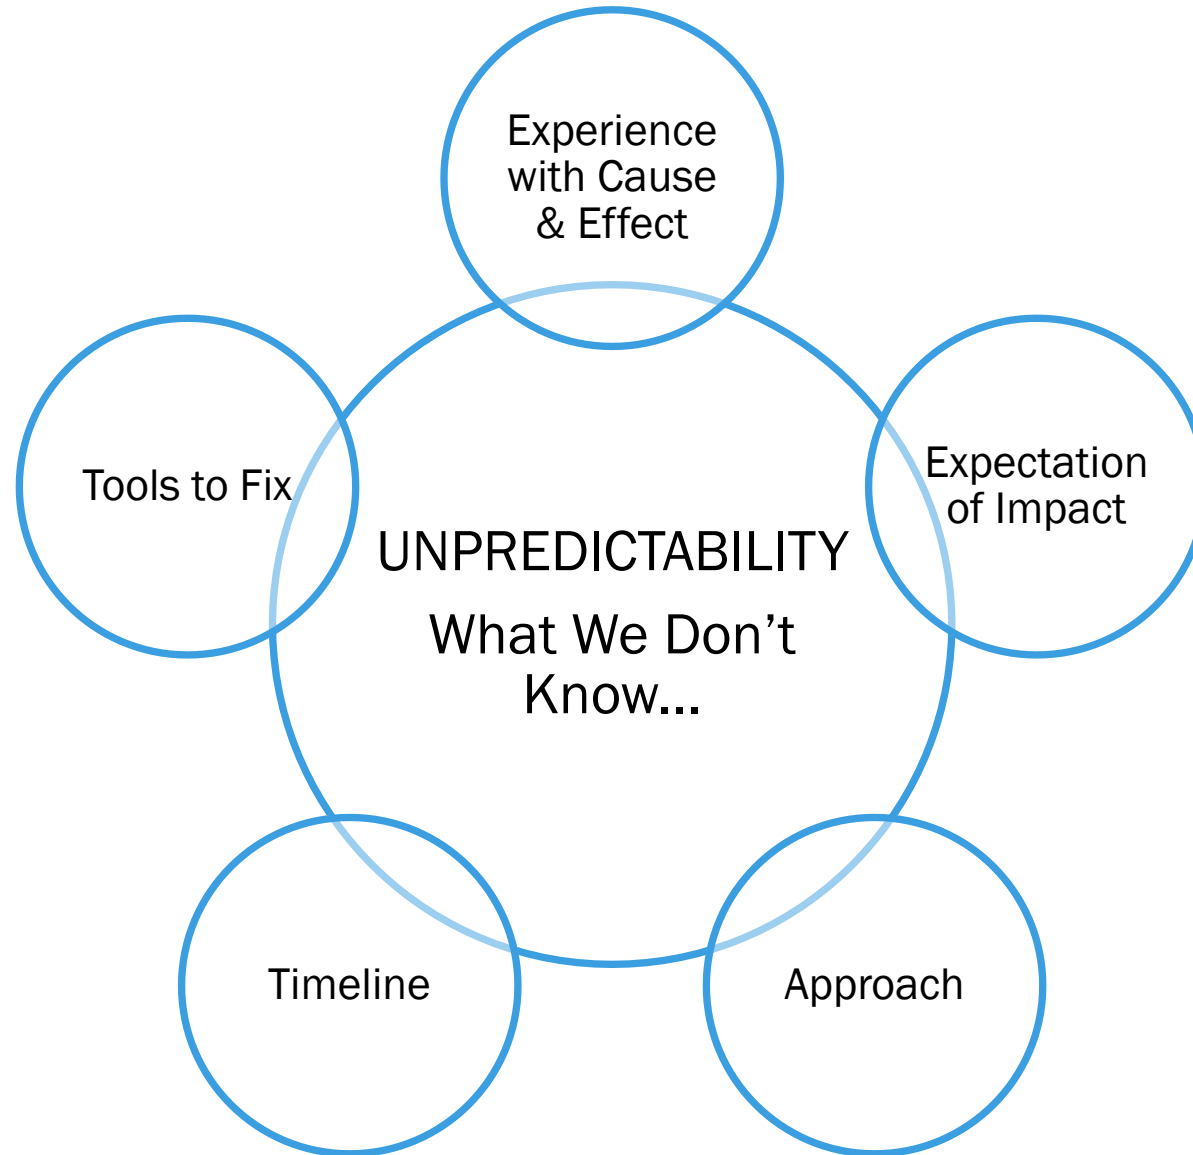 Experience
with Cause
& Effect
Tools to Fix
Expectation
of Impact
UNPREDICTABILITY
What We Don’t
Know...
Timeline
Approach